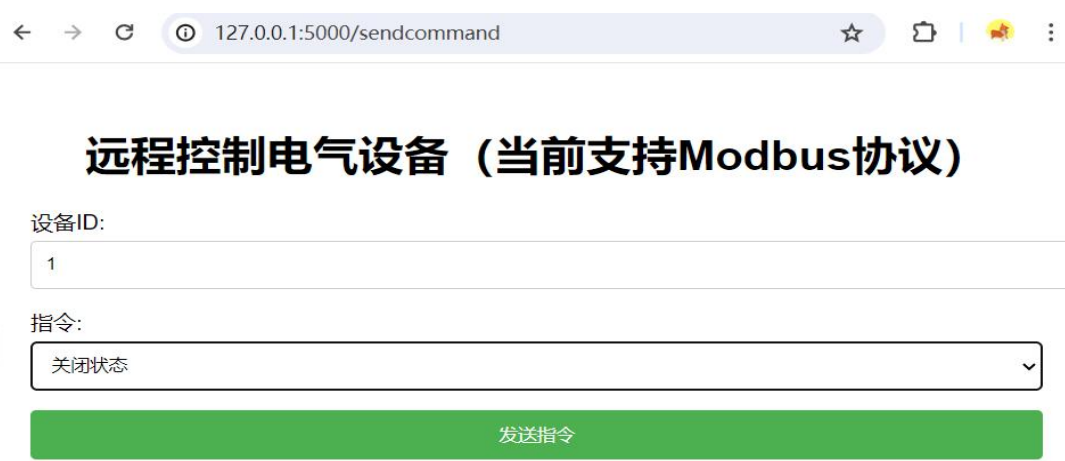 127.0.0.1:5000/sendcommand
远程控制电气设备（当前支持Modbus协议）
设备ID:
1
指令:
关闭状态
发送指令